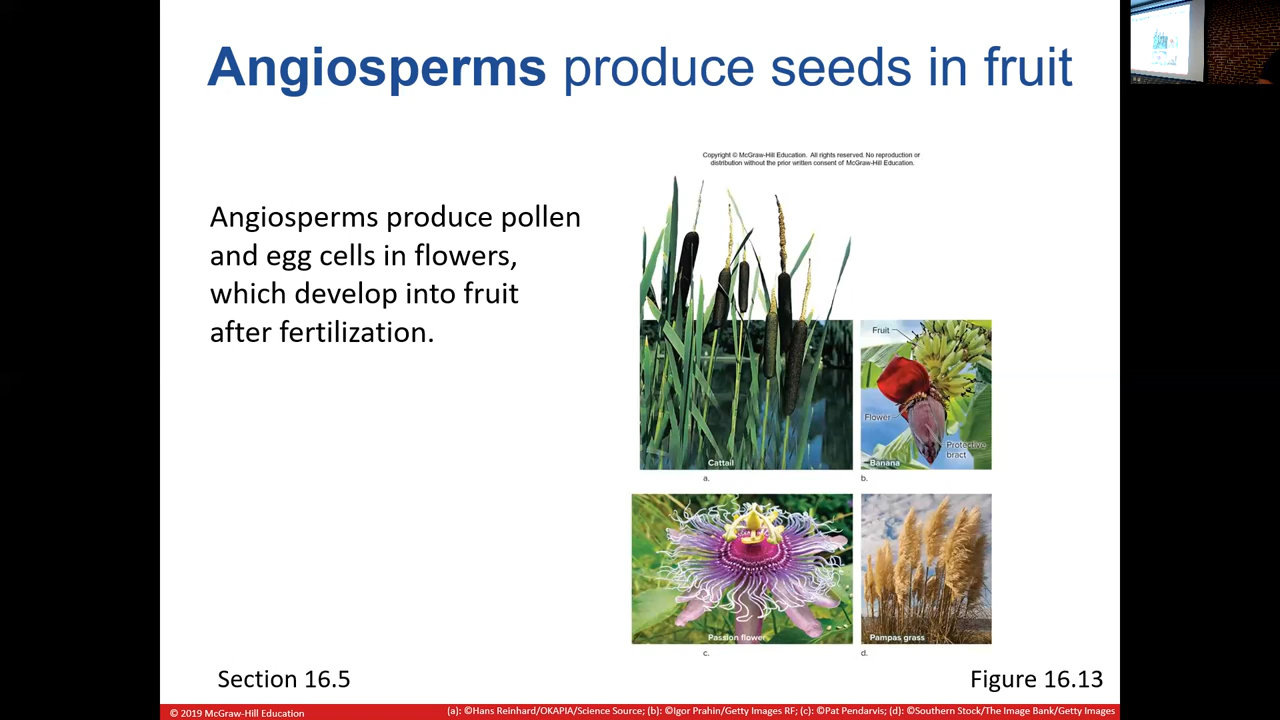 Angiosperms produce seeds in fruit
Copyright © McGraw-Hill Education. All rights reserved. No reproduction or
distribution without the prior written consent of McGraw-Hill Education.
Angiosperms produce pollen
and egg cells in flowers,
which develop into fruit
after fertilization.
Cattail
a.
Fruit
Flower
Protective
bract
Banana
b.
Passion flower
c.
Pampas grass
d.
Section 16.5
Figure 16.13
© 2019 McGraw-Hill Education
(a): ©Hans Reinhard/OKAPIA/Science Source; (b): ©Igor Prahin/Getty Images RF; (c): ©Pat Pendarvis; (d): ©Southern Stock/The Image Bank/Getty Images